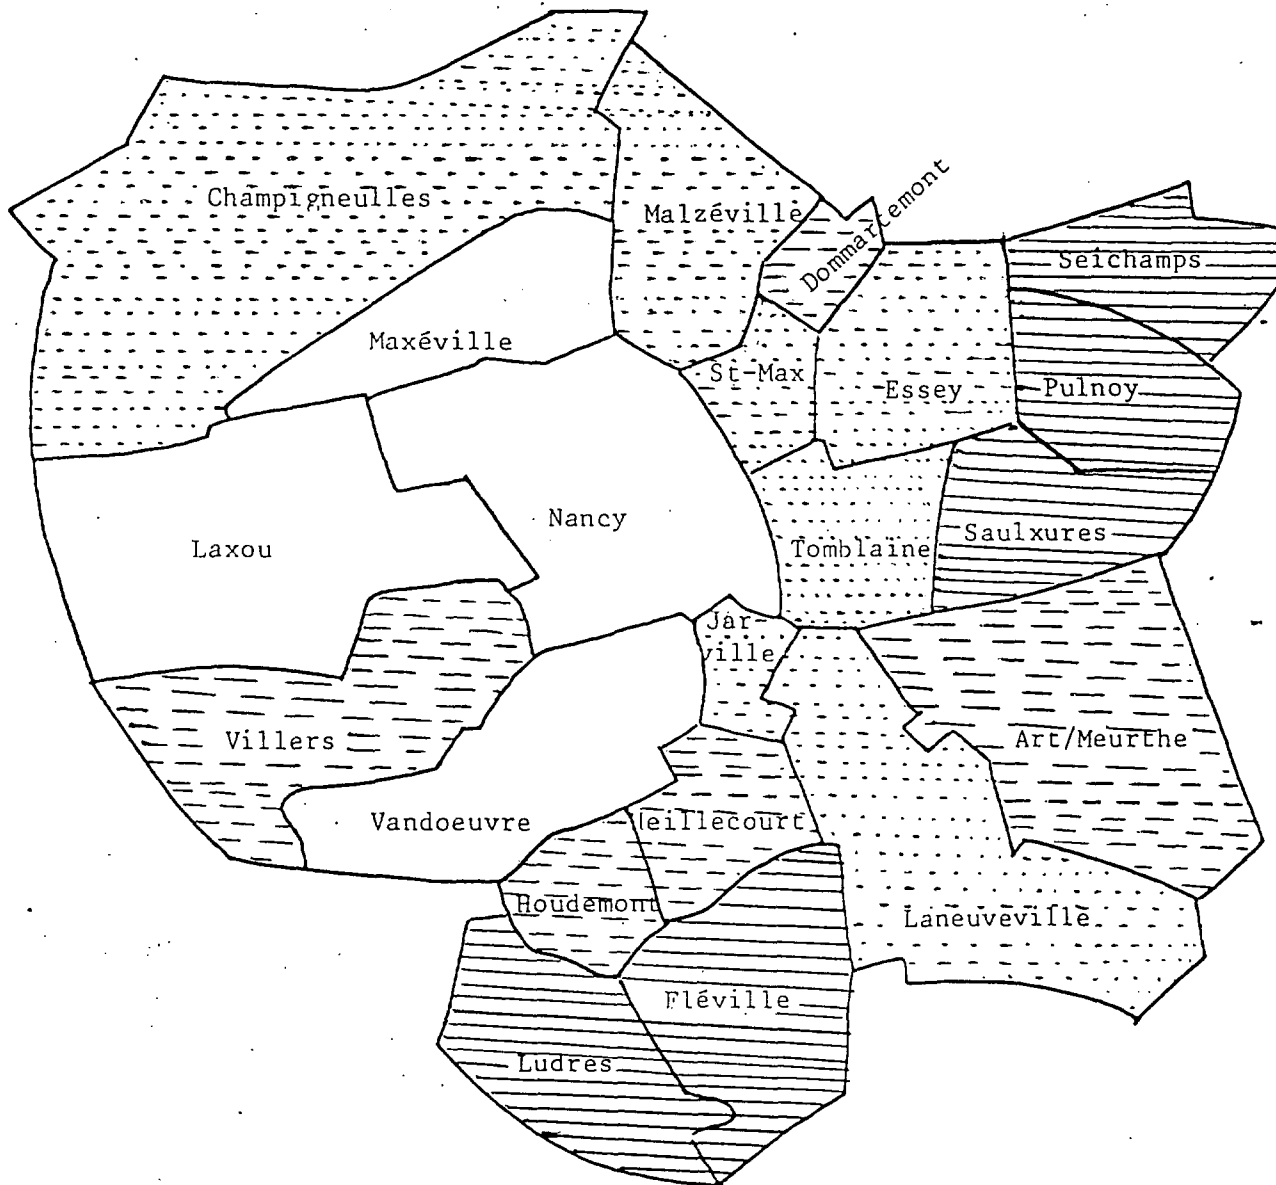 Champigneulles
Malzéville
Dommartemont
Seichamps
Maxéville
St-Max
Essey
Pulnoy
Nancy
Laxou
Tomblaine
Saulxures
Jar-
ville
Villers
Art/Meurthe
Vandoeuvre
Heillecourt
Houdemont
Laneuveville
Fléville
Ludres